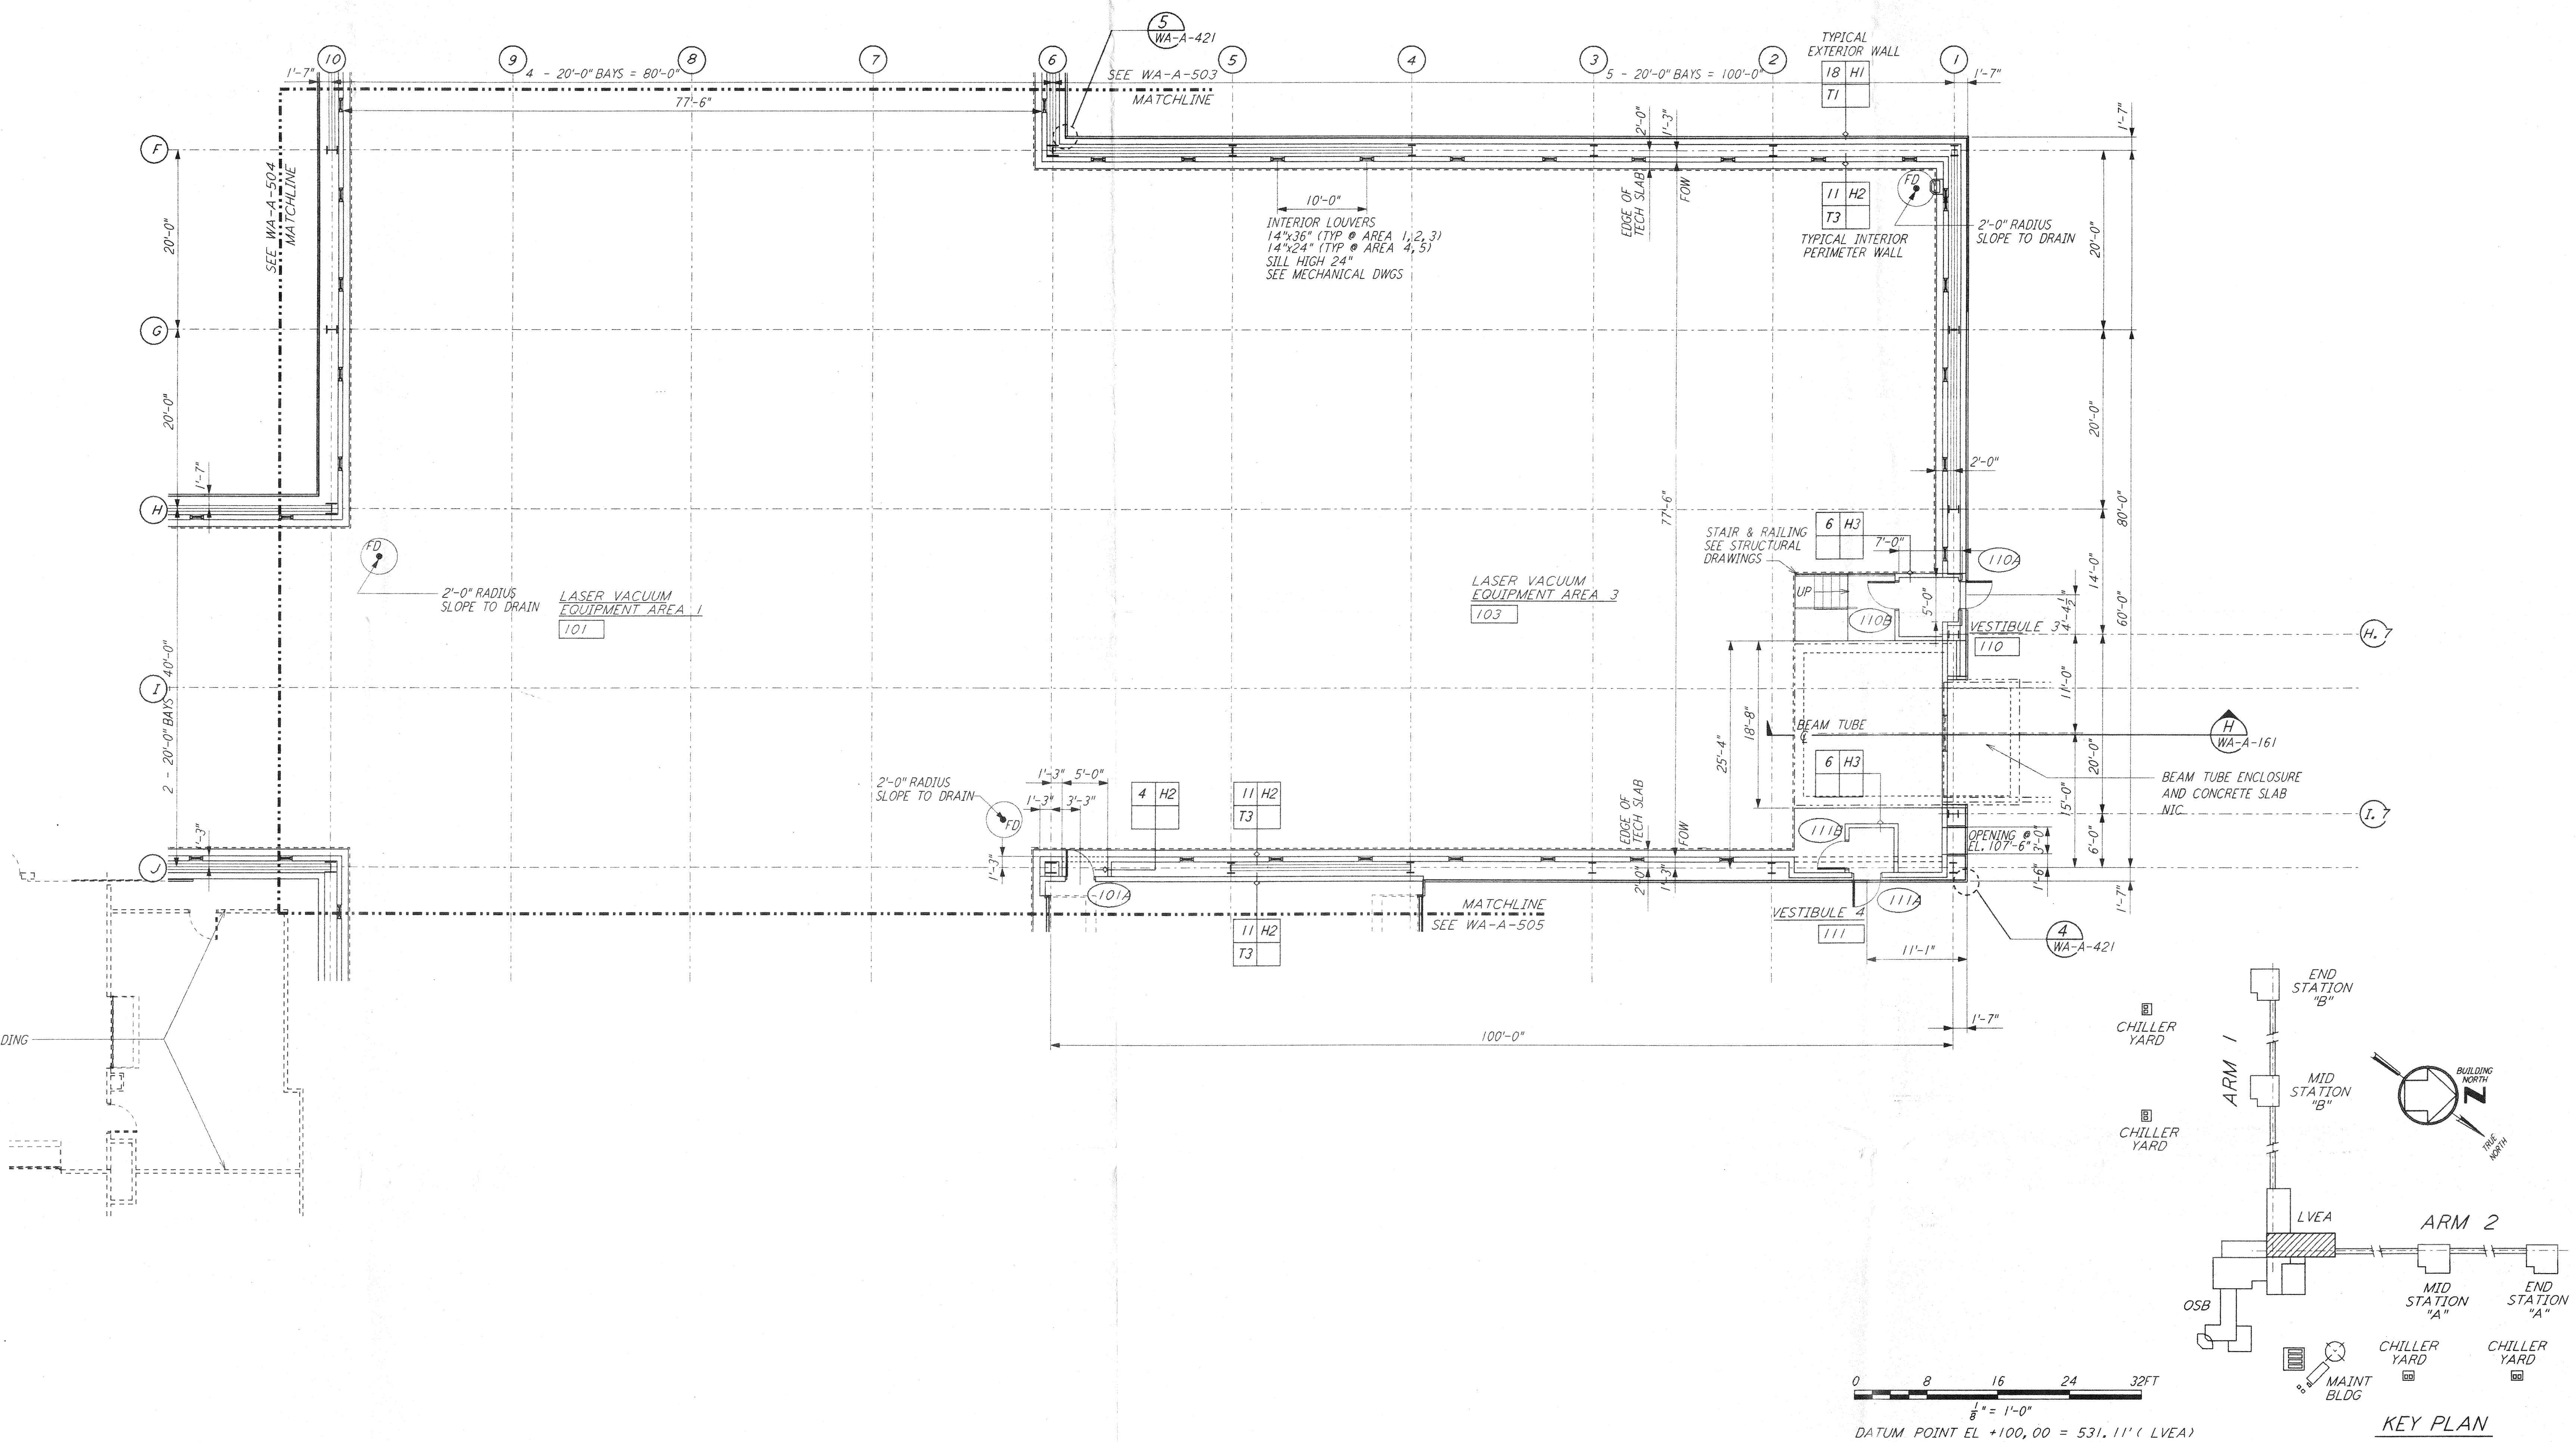 5
WA-A-421
10
9
8
7
6
5
4
3
2
1
TYPICAL
EXTERIOR WALL
18 H1
T1
1'-7"
4 - 20'-0" BAYS = 80'-0"
SEE WA-A-503
5 - 20'-0" BAYS = 100'-0"
1'-7"
MATCHLINE
77'-6"
1'-7"
F
G
H
I
J
20'-0"
20'-0"
2 - 20'-0" BAYS 40'-0"
SEE WA-A-504
MATCHLINE
1'-7"
1'-3"
2'-0"
1'-3"
EDGE OF
TECH SLAB
FOW
10'-0"
INTERIOR LOUVERS
14"x36" (TYP @ AREA 1,2,3)
14"x24" (TYP @ AREA 4,5)
SILL HIGH 24"
SEE MECHANICAL DWGS
11 H2
T3
TYPICAL INTERIOR
PERIMETER WALL
FD
2'-0" RADIUS
SLOPE TO DRAIN
20'-0"
20'-0"
2'-0"
80'-0"
60'-0"
14'-0"
4'-4 1/2"
77'-6"
STAIR & RAILING
SEE STRUCTURAL
DRAWINGS
6 H3
7'-0"
110A
UP
5'-0"
110B
VESTIBULE 3
110
H.7
FD
2'-0" RADIUS
SLOPE TO DRAIN
LASER VACUUM
EQUIPMENT AREA 1
101
LASER VACUUM
EQUIPMENT AREA 3
103
11'-0"
25'-4"
18'-8"
BEAM TUBE
H
WA-A-161
6 H3
20'-0"
15'-0"
BEAM TUBE ENCLOSURE
AND CONCRETE SLAB
NIC
I.7
2'-0" RADIUS
SLOPE TO DRAIN
FD
1'-3"
5'-0"
1'-3"
3'-3"
1'-3"
4 H2
11 H2
T3
EDGE OF
TECH SLAB
FOW
111B
OPENING @
EL.107'-6"
3'-0"
6'-0"
1'-6"
1'-7"
101A
2'-0"
1'-3"
MATCHLINE
SEE WA-A-505
11 H2
T3
VESTIBULE 4
111
111A
11'-1"
4
WA-A-421
1'-7"
100'-0"
DING
END
STATION
"B"
CHILLER
YARD
ARM 1
MID
STATION
"B"
CHILLER
YARD
BUILDING
NORTH
N
TRUE
NORTH
LVEA
ARM 2
OSB
MID
STATION
"A"
END
STATION
"A"
CHILLER
YARD
CHILLER
YARD
MAINT
BLDG
KEY PLAN
0 8 16 24 32FT
1/8" = 1'-0"
DATUM POINT EL +100,00 = 531.11' ( LVEA)